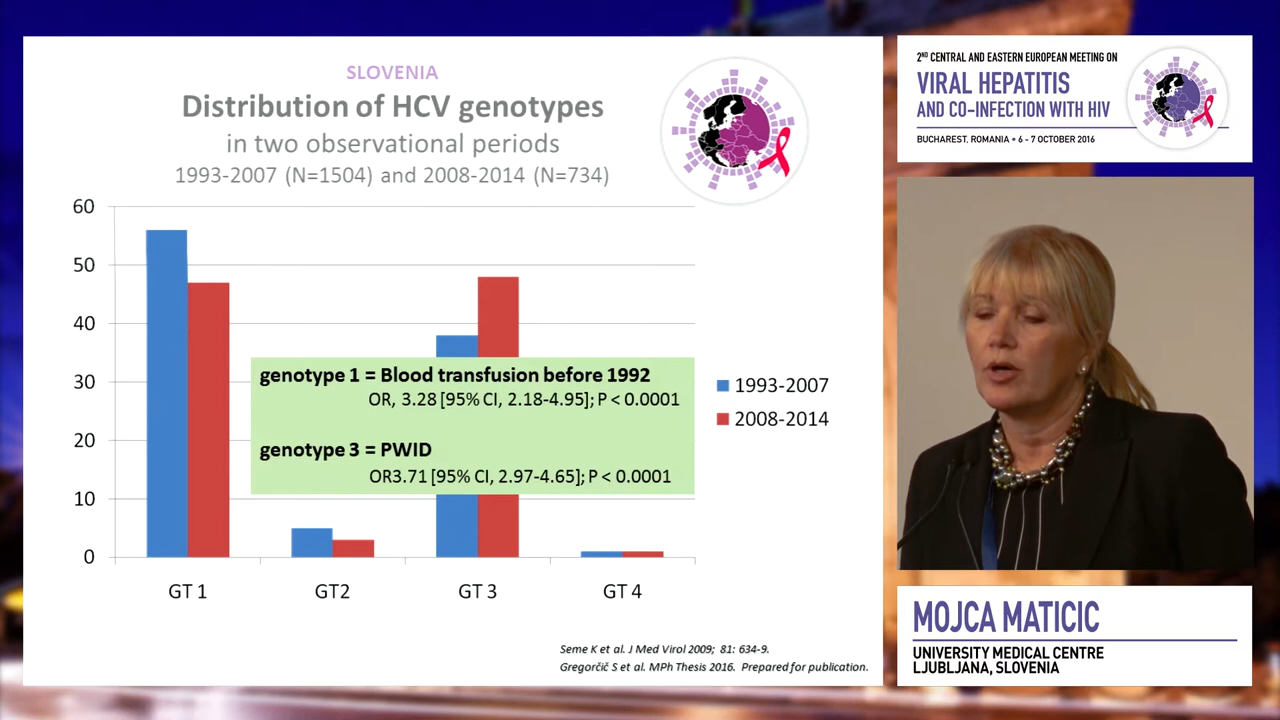 SLOVENIA
Distribution of HCV genotypes
in two observational periods
1993-2007 (N=1504) and 2008-2014 (N=734)
60
50
40
30
20
10
0
genotype 1 = Blood transfusion before 1992
OR, 3.28 [95% CI, 2.18-4.95]; P < 0.0001
genotype 3 = PWID
OR3.71 [95% CI, 2.97-4.65]; P < 0.0001
GT 1
GT2
GT 3
GT 4
1993-2007
2008-2014
Seme K et al. J Med Virol 2009; 81: 634-9.
Gregorčič S et al. MPh Thesis 2016. Prepared for publication.
2ND CENTRAL AND EASTERN EUROPEAN MEETING ON
VIRAL HEPATITIS
AND CO-INFECTION WITH HIV
BUCHAREST, ROMANIA • 6 - 7 OCTOBER 2016
MOJCA MATICIC
UNIVERSITY MEDICAL CENTRE
LJUBLJANA, SLOVENIA